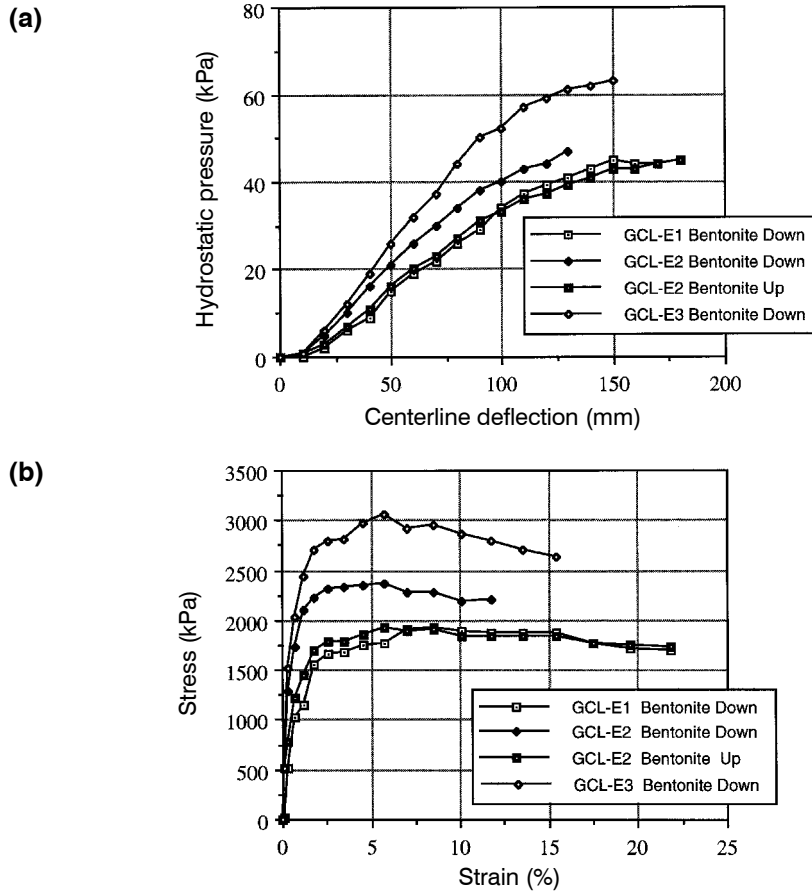 (a)
Hydrostatic pressure (kPa)
80
60
40
20
0
0 50 100 150 200
Centerline deflection (mm)
GCL-E1 Bentonite Down
GCL-E2 Bentonite Down
GCL-E2 Bentonite Up
GCL-E3 Bentonite Down
(b)
Stress (kPa)
3500
3000
2500
2000
1500
1000
500
0
0 5 10 15 20 25
Strain (%)
GCL-E1 Bentonite Down
GCL-E2 Bentonite Down
GCL-E2 Bentonite Up
GCL-E3 Bentonite Down